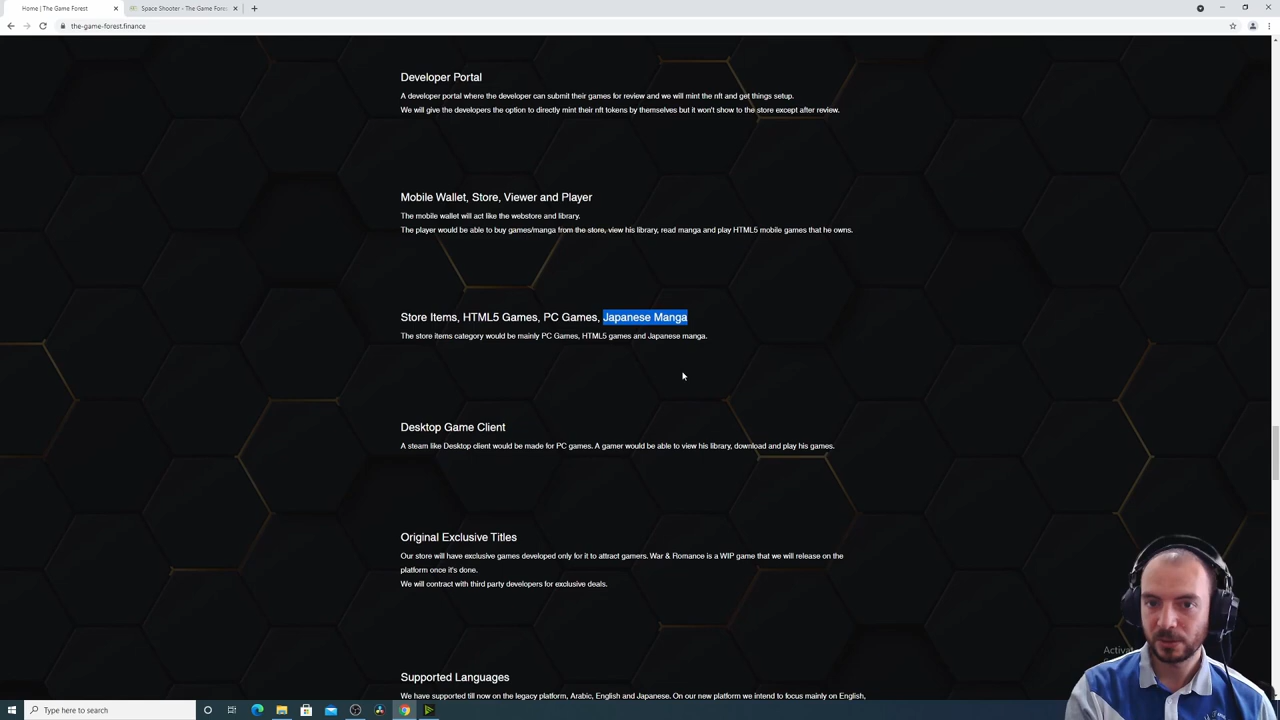 Home | The Game Forest
Space Shooter - The Game Fores
the-game-forest.finance
Developer Portal
A developer portal where the developer can submit their games for review and we will mint the nft and get things setup.
We will give the developers the option to directly mint their nft tokens by themselves but it won't show to the store except after review.
Mobile Wallet, Store, Viewer and Player
The mobile wallet will act like the webstore and library.
The player would be able to buy games/manga from the store, view his library, read manga and play HTML5 mobile games that he owns.
Store Items, HTML5 Games, PC Games, Japanese Manga
The store items category would be mainly PC Games, HTML5 games and Japanese manga.
Desktop Game Client
A steam like Desktop client would be made for PC games. A gamer would be able to view his library, download and play his games.
Original Exclusive Titles
Our store will have exclusive games developed only for it to attract gamers. War & Romance is a WIP game that we will release on the
platform once it's done.
We will contract with third party developers for exclusive deals.
Activat
Supported Languages
We have supported till now on the legacy platform, Arabic, English and Japanese. On our new platform we intend to focus mainly on English,
Type here to search